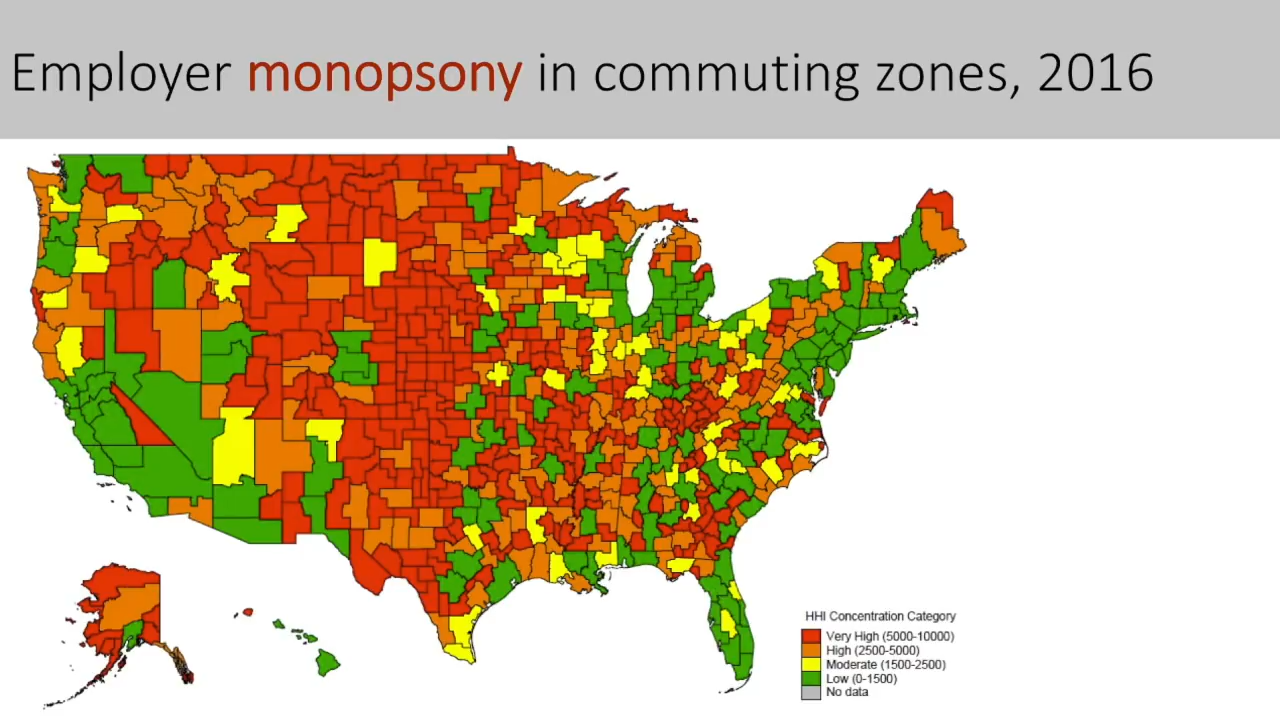 Employer monopsony in commuting zones, 2016
HHI Concentration Category
Very High (5000-10000)
High (2500-5000)
Moderate (1500-2500)
Low (0-1500)
No data